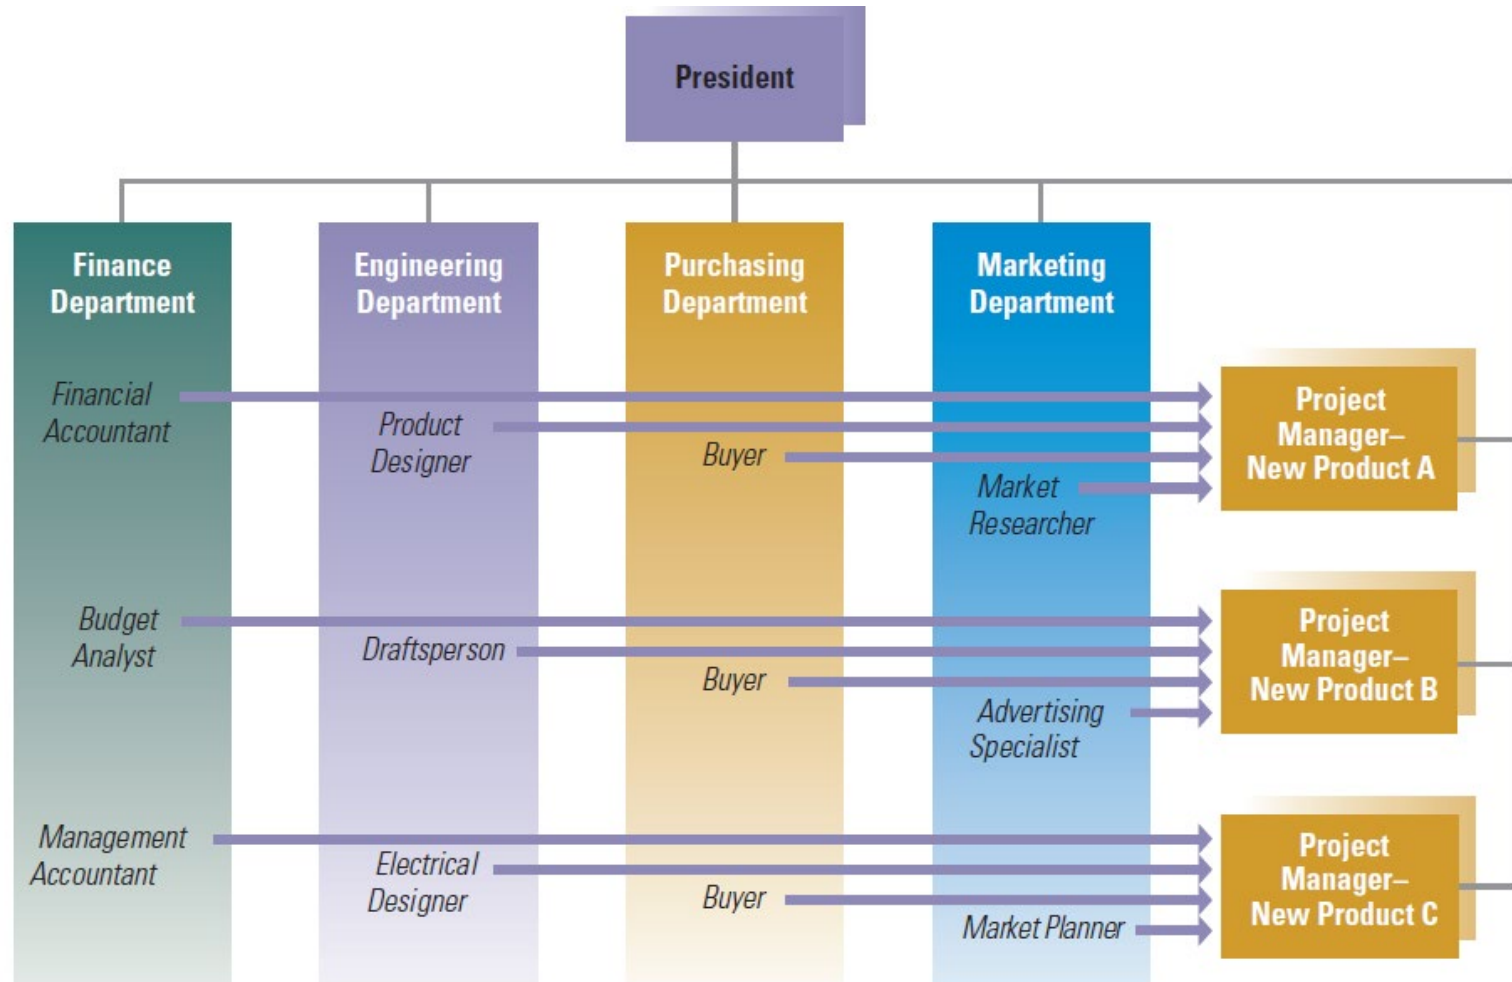 President
Finance
Department
Engineering
Department
Purchasing
Department
Marketing
Department
Financial
Accountant
Product
Designer
Buyer
Market
Researcher
Project
Manager–
New Product A
Budget
Analyst
Draftsperson
Buyer
Advertising
Specialist
Project
Manager–
New Product B
Management
Accountant
Electrical
Designer
Buyer
Market Planner
Project
Manager–
New Product C